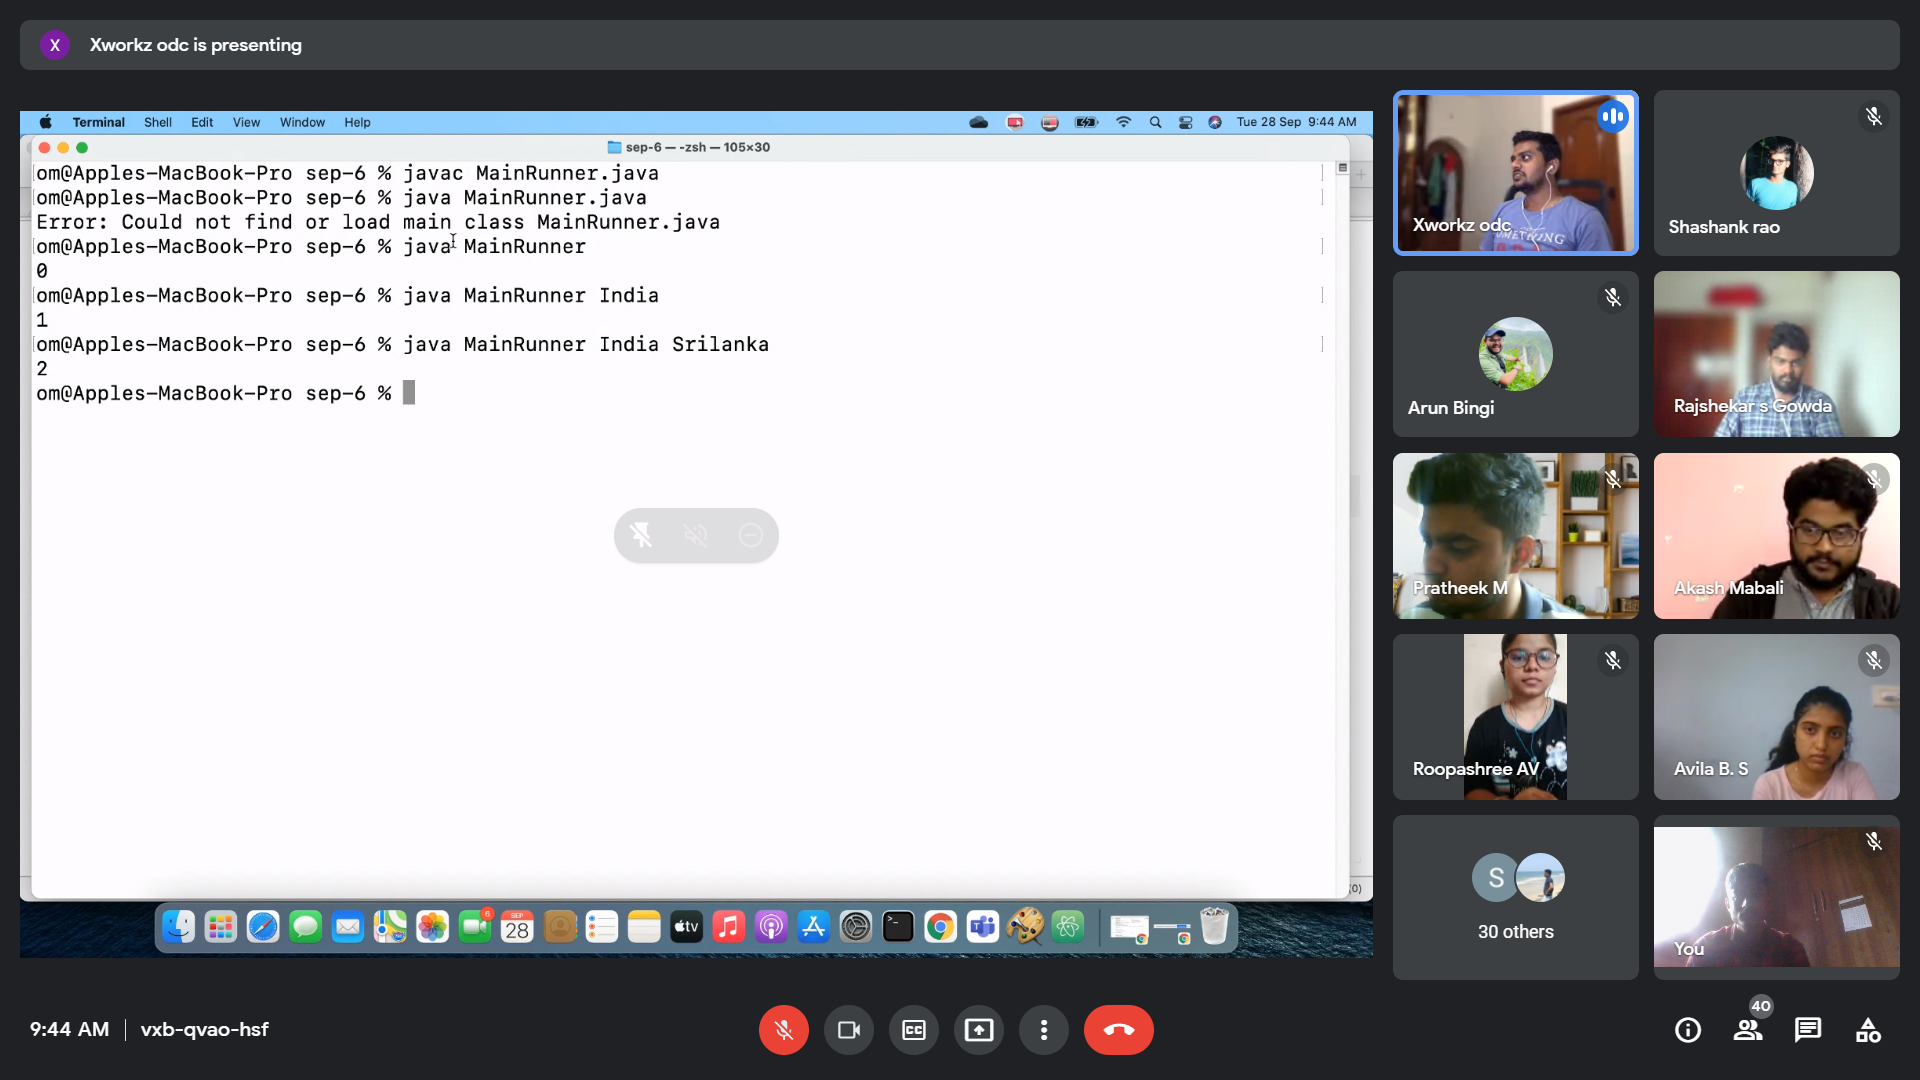 X Xworkz odc is presenting
Terminal Shell Edit View Window Help Tue 28 Sep 9:44 AM
sep-6 — -zsh — 105×30
om@Apples-MacBook-Pro sep-6 % javac MainRunner.java
om@Apples-MacBook-Pro sep-6 % java MainRunner.java
Error: Could not find or load main class MainRunner.java
om@Apples-MacBook-Pro sep-6 % java MainRunner
0
om@Apples-MacBook-Pro sep-6 % java MainRunner India
1
om@Apples-MacBook-Pro sep-6 % java MainRunner India Srilanka
2
om@Apples-MacBook-Pro sep-6 %
6
SEP
28
tv
Xworkz odc
Shashank rao
Arun Bingi
Rajshekar s Gowda
Pratheek M
Akash Mabali
Roopashree AV
Avila B. S
S
30 others
You
9:44 AM vxb-qvao-hsf
CC
40